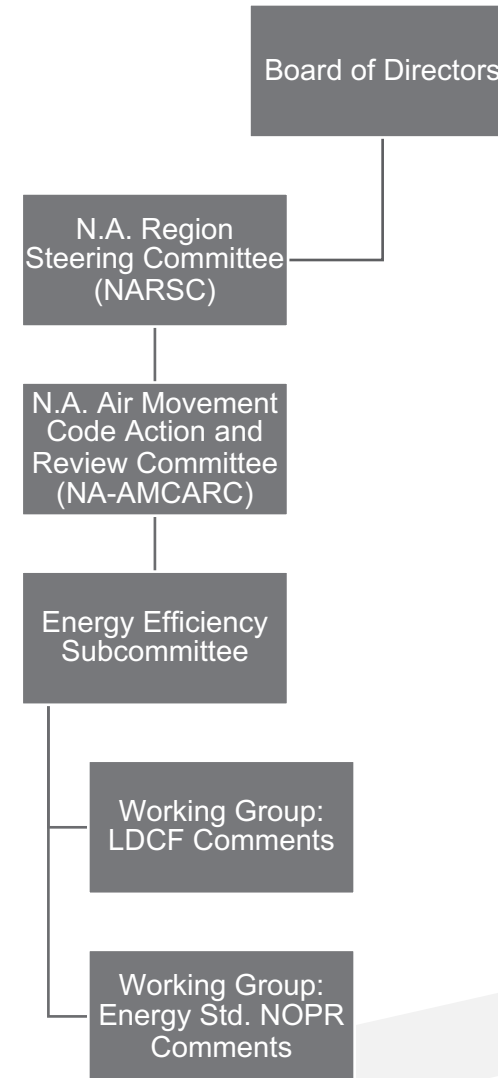 Board of Directors
N.A. Region
Steering Committee
(NARSC)
N.A. Air Movement
Code Action and
Review Committee
(NA-AMCARC)
Energy Efficiency
Subcommittee
Working Group:
LDCF Comments
Working Group:
Energy Std. NOPR
Comments